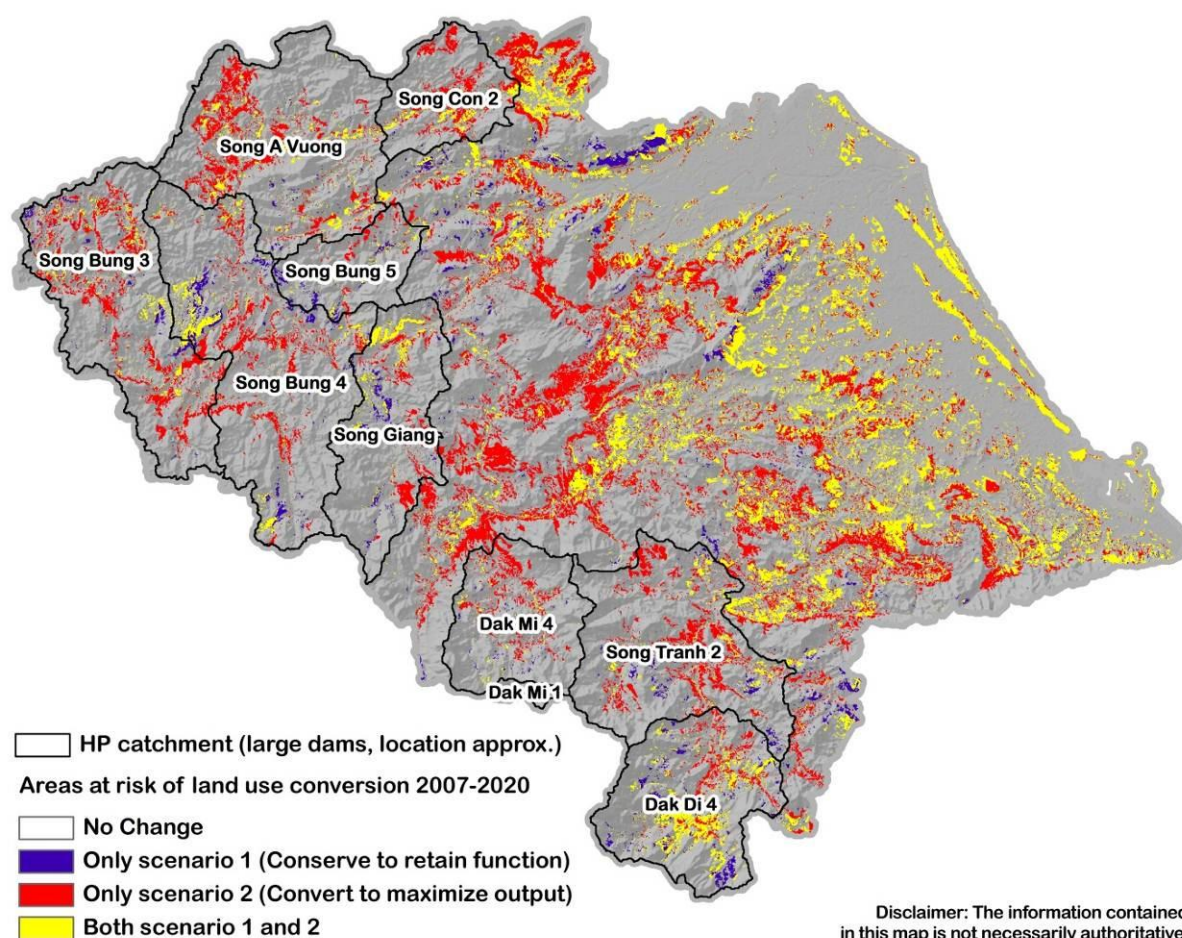 Song Con 2
Song A Vuong
Song Bung 3
Song Bung 5
Song Bung 4
Song Giang
Dak Mi 4
Song Tranh 2
Dak Mi 1
Dak Di 4
HP catchment (large dams, location approx.)
Areas at risk of land use conversion 2007-2020
No Change
Only scenario 1 (Conserve to retain function)
Only scenario 2 (Convert to maximize output)
Both scenario 1 and 2
Disclaimer: The information contained
in this map is not necessarily authoritative